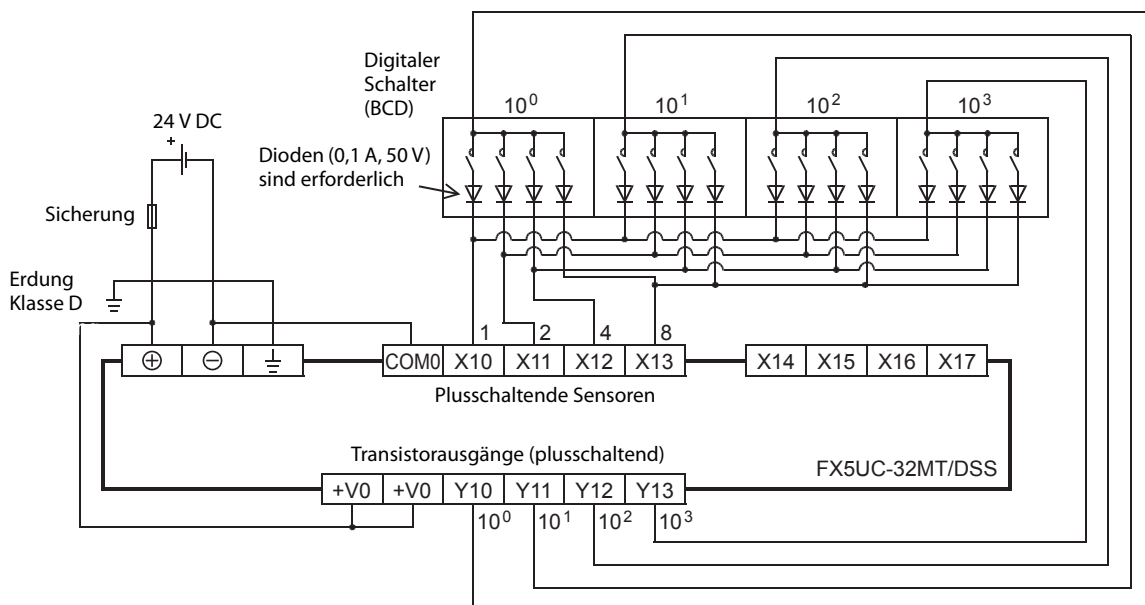 Digitaler
Schalter
(BCD)
10⁰ 10¹ 10² 10³
24 V DC
+
Dioden (0,1 A, 50 V)
sind erforderlich
Sicherung
Erdung
Klasse D
1 2 4 8
+ − COM0 X10 X11 X12 X13 X14 X15 X16 X17
Plusschaltende Sensoren
Transistorausgänge (plusschaltend)
FX5UC-32MT/DSS
+V0 +V0 Y10 Y11 Y12 Y13
10⁰ 10¹ 10² 10³